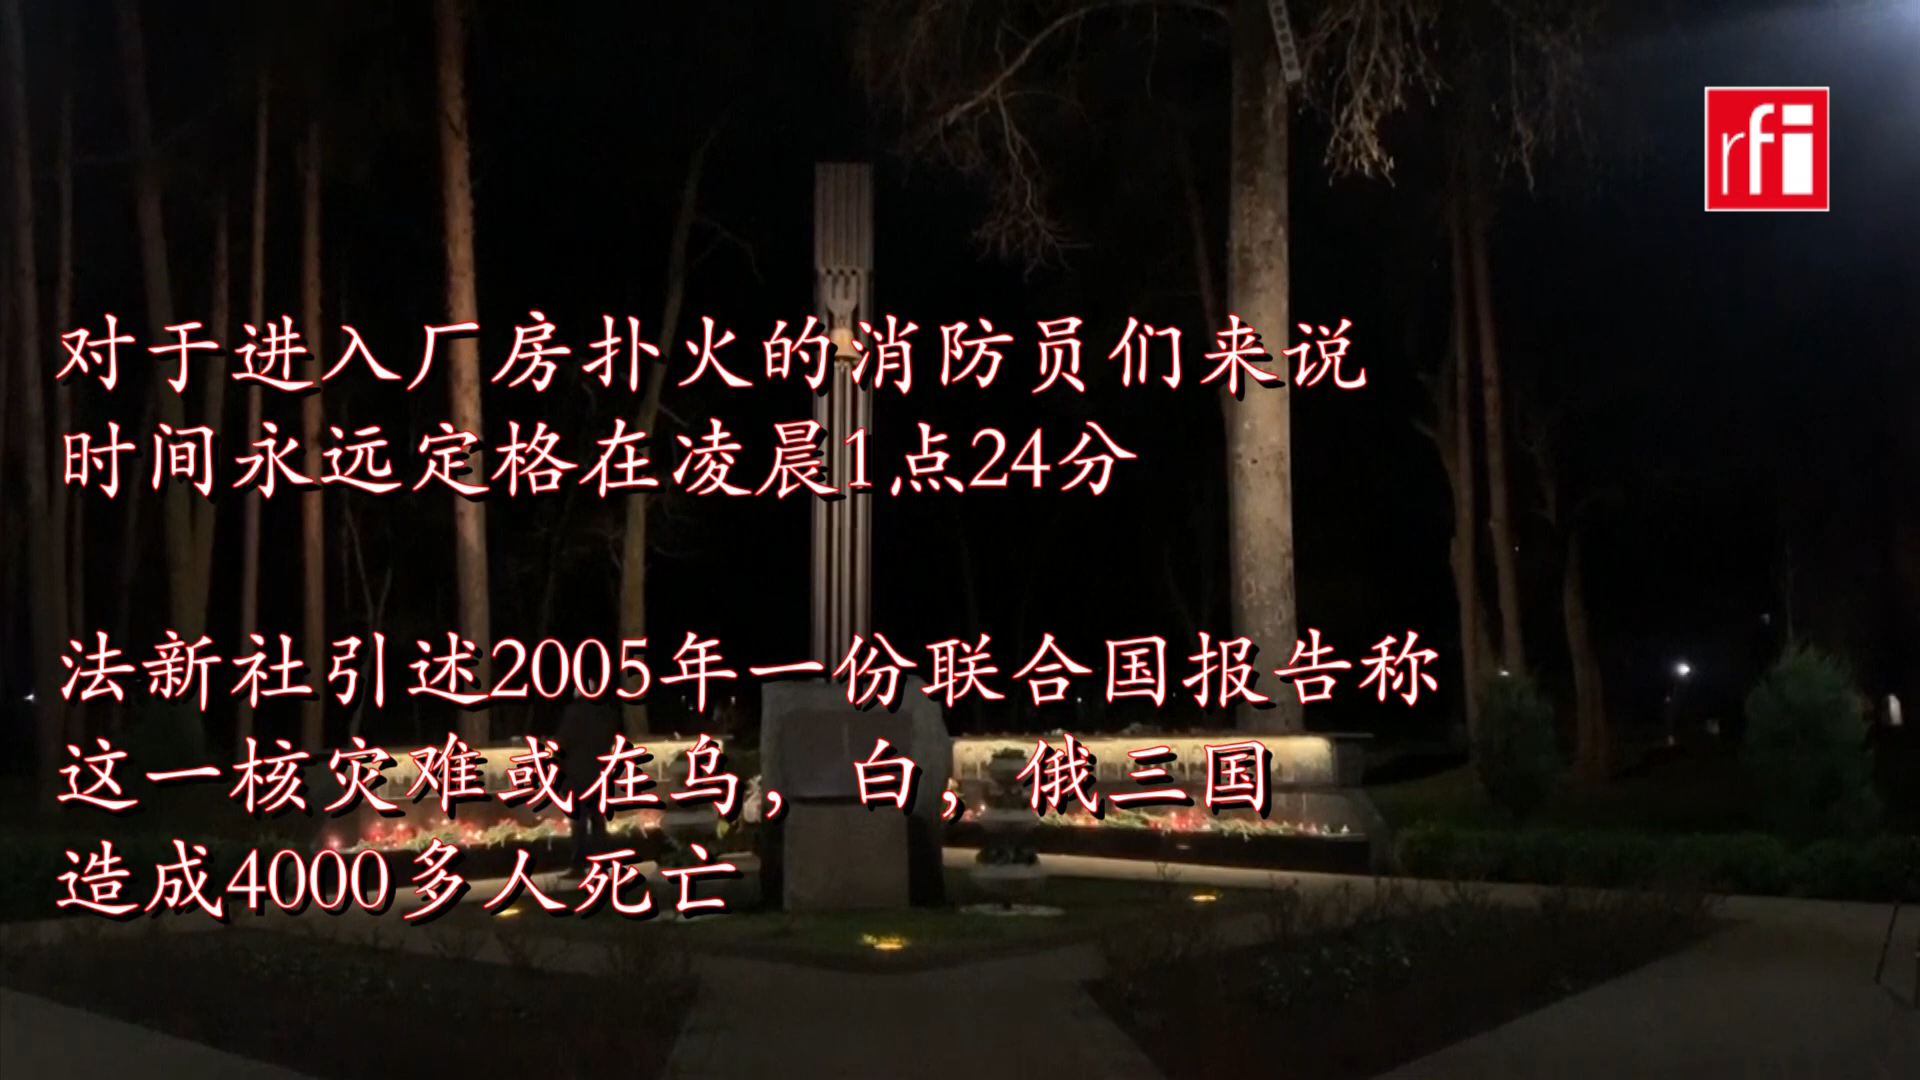 rfi
对于进入厂房扑火的消防员们来说
时间永远定格在凌晨1点24分
法新社引述2005年一份联合国报告称
这一核灾难或在乌，白，俄三国
造成4000多人死亡